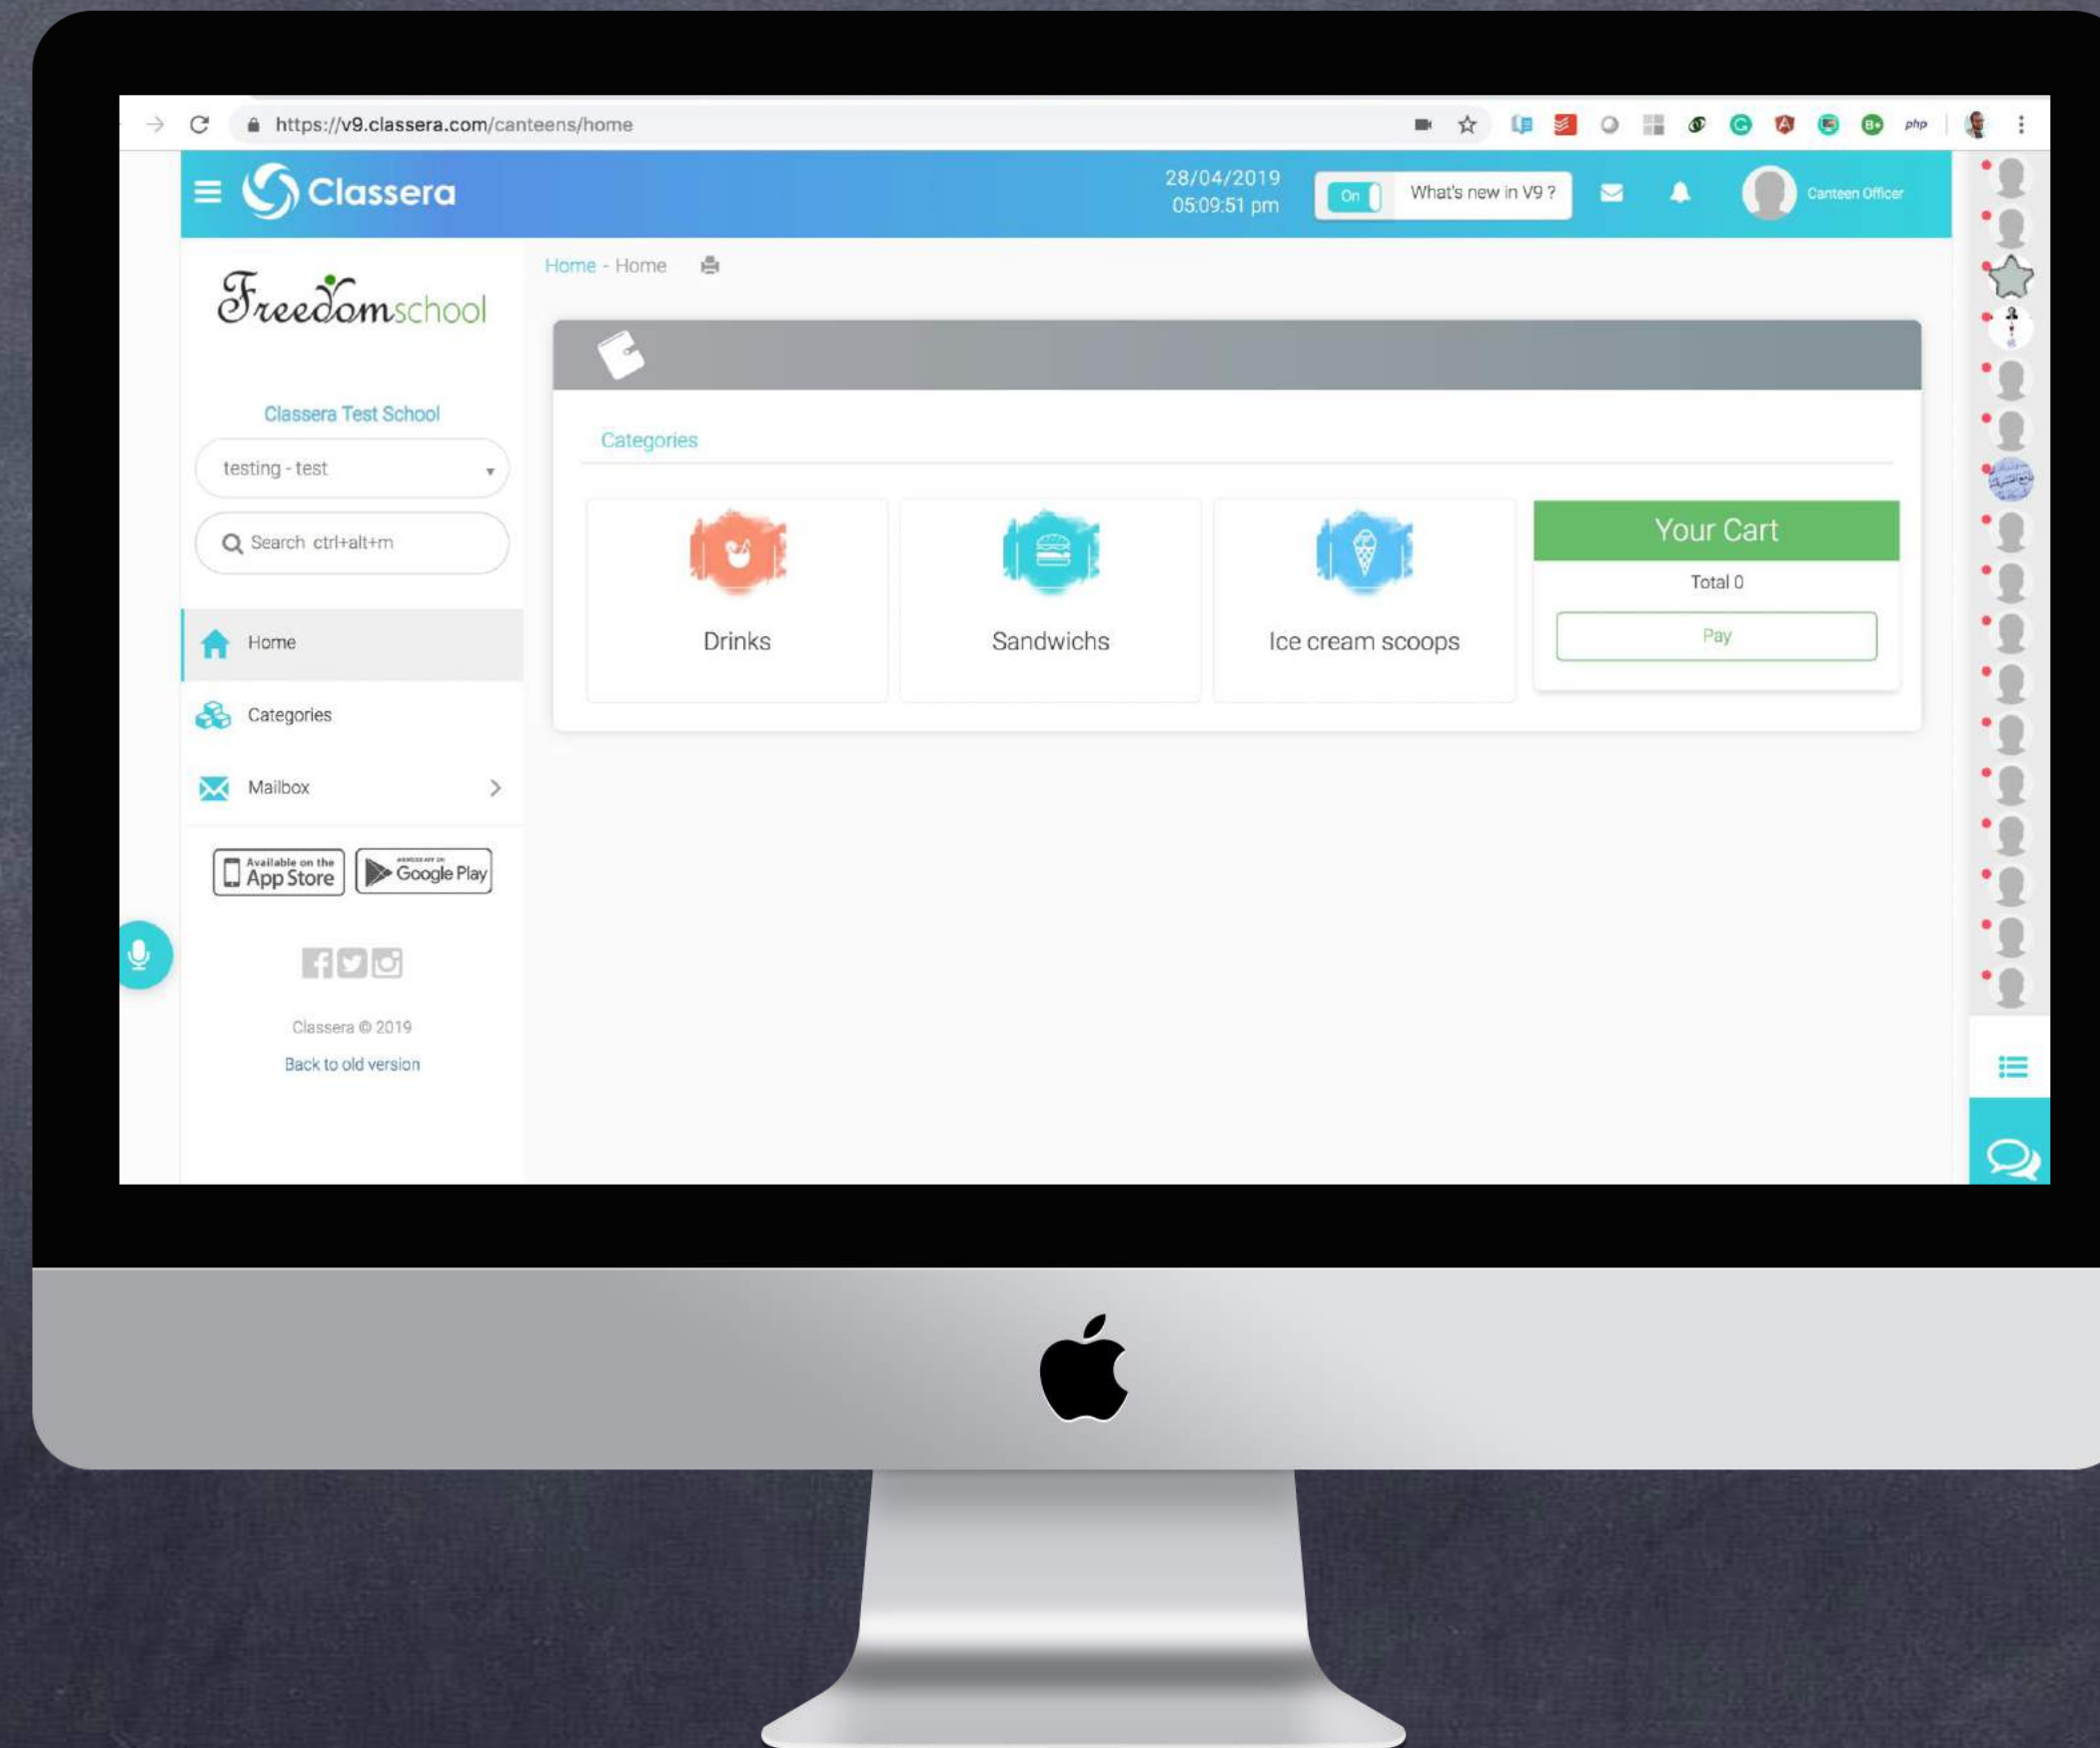 https://v9.classera.com/canteens/home
php
Classera
28/04/2019
05:09:51 pm
On
What's new in V9 ?
Canteen Officer
Freedomschool
Home - Home
Classera Test School
testing - test
Search ctrl+alt+m
Home
Categories
Mailbox
Available on the
App Store
Google Play
Classera © 2019
Back to old version
Categories
Drinks
Sandwichs
Ice cream scoops
Your Cart
Total 0
Pay